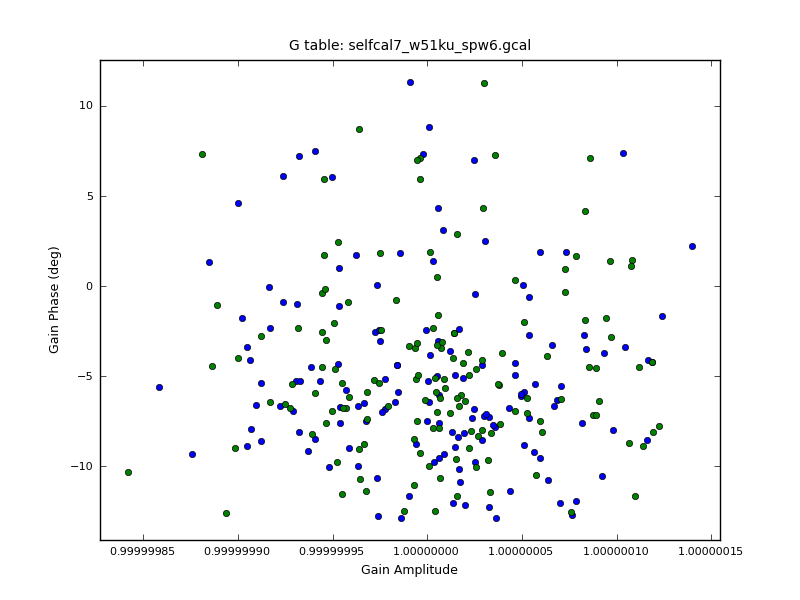 G table: selfcal7_w51ku_spw6.gcal
10
5
0
−5
−10
Gain Phase (deg)
0.99999985 0.99999990 0.99999995 1.00000000 1.00000005 1.00000010 1.00000015
Gain Amplitude